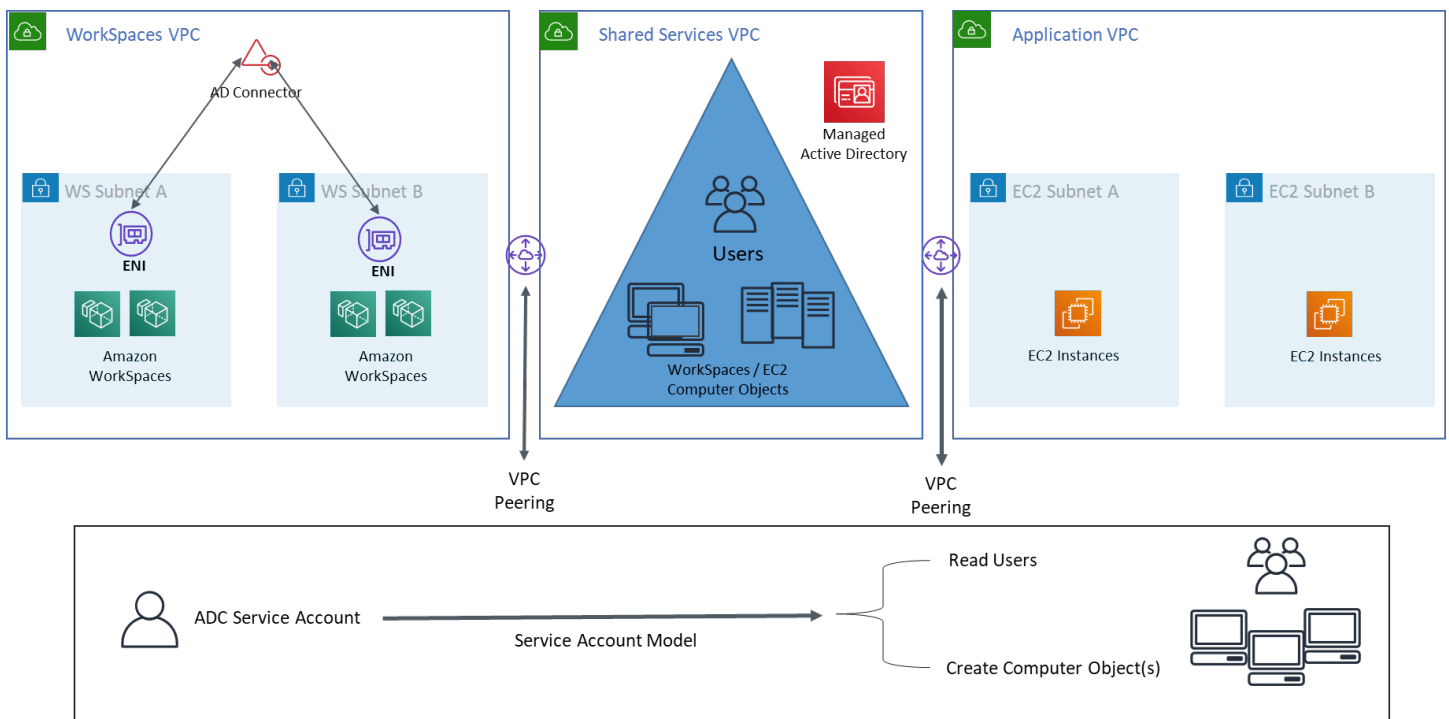 WorkSpaces VPC
AD Connector
WS Subnet A
WS Subnet B
ENI
ENI
Amazon
WorkSpaces
Amazon
WorkSpaces
Shared Services VPC
Managed
Active Directory
Users
WorkSpaces / EC2
Computer Objects
Application VPC
EC2 Subnet A
EC2 Subnet B
EC2 Instances
EC2 Instances
VPC
Peering
VPC
Peering
ADC Service Account
Service Account Model
Read Users
Create Computer Object(s)